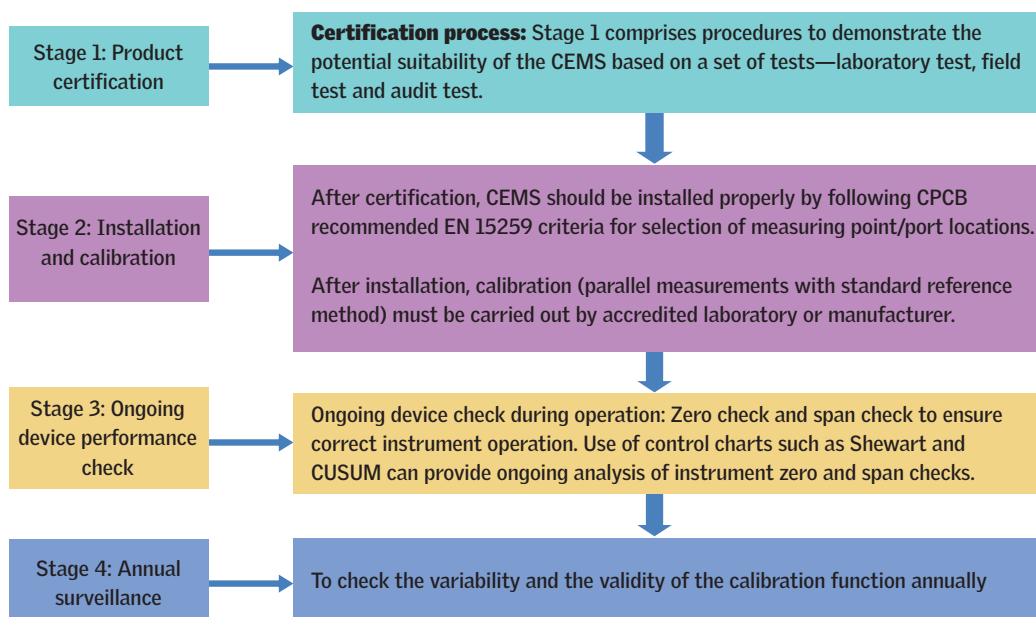 Stage 1: Product
certification
Certification process: Stage 1 comprises procedures to demonstrate the
potential suitability of the CEMS based on a set of tests—laboratory test, field
test and audit test.
Stage 2: Installation
and calibration
After certification, CEMS should be installed properly by following CPCB
recommended EN 15259 criteria for selection of measuring point/port locations.
After installation, calibration (parallel measurements with standard reference
method) must be carried out by accredited laboratory or manufacturer.
Stage 3: Ongoing
device performance
check
Ongoing device check during operation: Zero check and span check to ensure
correct instrument operation. Use of control charts such as Shewart and
CUSUM can provide ongoing analysis of instrument zero and span checks.
Stage 4: Annual
surveillance
To check the variability and the validity of the calibration function annually